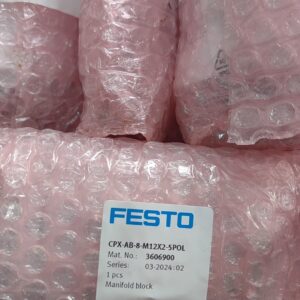 FESTO
CPX-AB-8-M12X2-5POL
Mat. No.: 3606900
Series: 03-2024:02
1 pcs
Manifold block